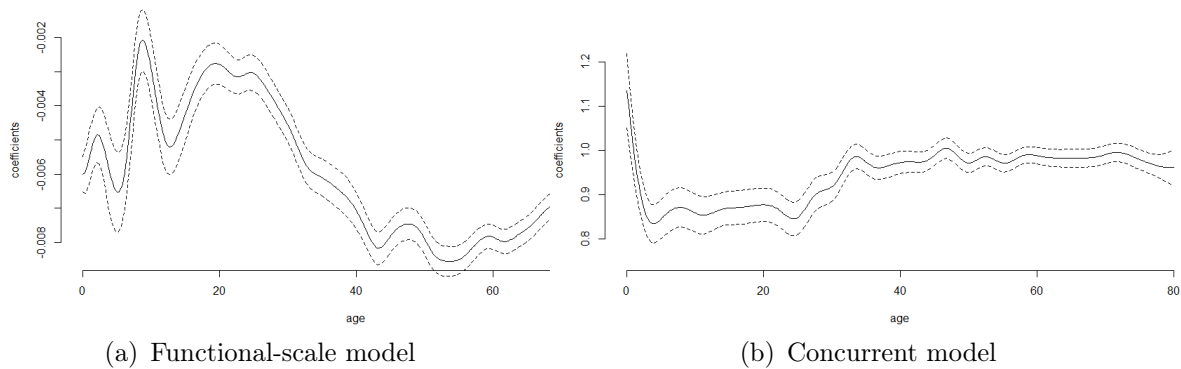 -0.002
-0.004
-0.006
-0.008
coefficients
0 20 40 60
age
(a) Functional-scale model
1.2
1.1
1.0
0.9
0.8
coefficients
0 20 40 60 80
age
(b) Concurrent model